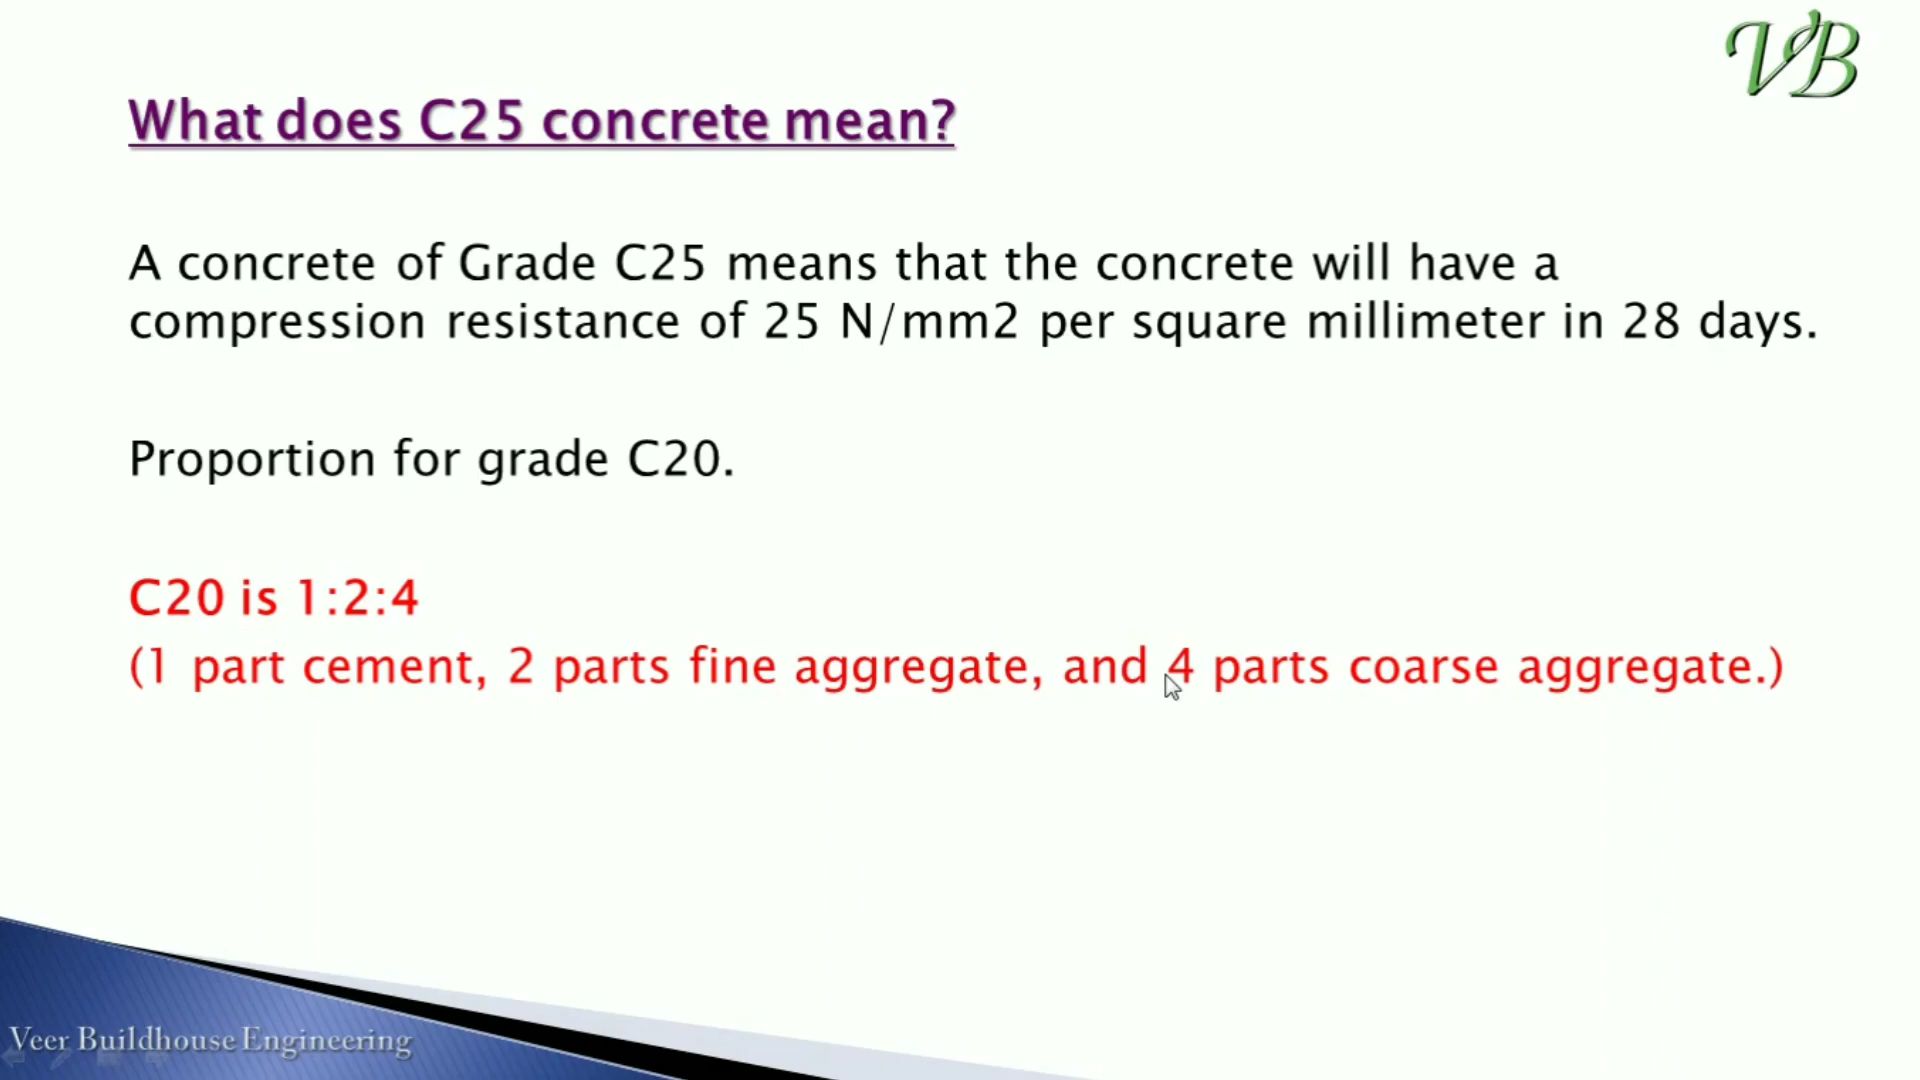 VB
What does C25 concrete mean?
A concrete of Grade C25 means that the concrete will have a
compression resistance of 25 N/mm2 per square millimeter in 28 days.
Proportion for grade C20.
C20 is 1:2:4
(1 part cement, 2 parts fine aggregate, and 4 parts coarse aggregate.)
Veer Buildhouse Engineering